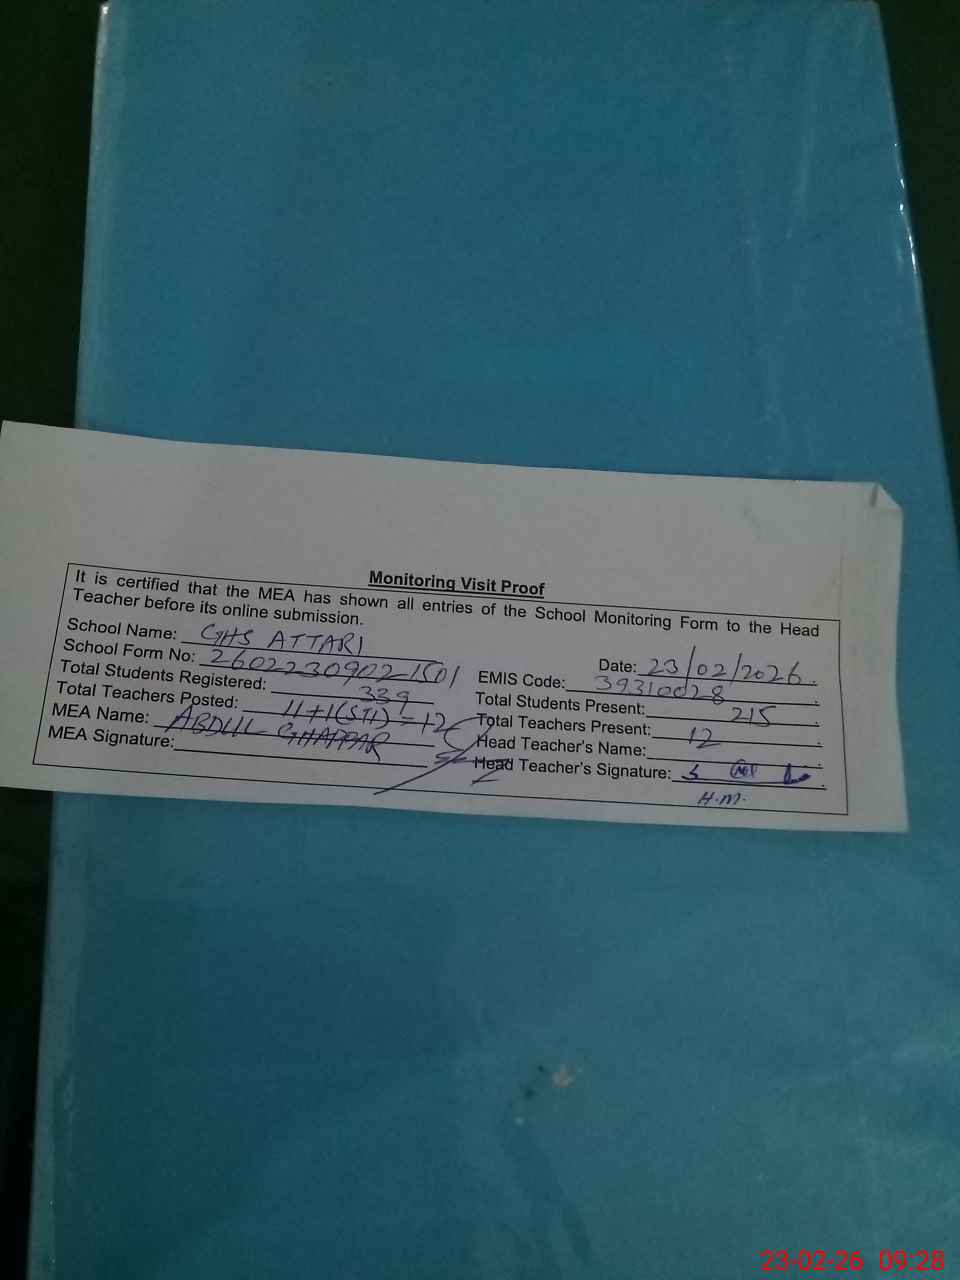 Monitoring Visit Proof
It is certified that the MEA has shown all entries of the School Monitoring Form to the Head
Teacher before its online submission.
School Name: GHS ATTARI
Date: 23/02/2026.
School Form No: 2602230902-1501
EMIS Code: 39310028.
Total Students Registered: 339
Total Students Present: 215.
Total Teachers Posted: 11+1(STI)=12
Total Teachers Present: 12.
MEA Name: ABDUL GHAFFAR
Head Teacher's Name: .
MEA Signature:
Head Teacher's Signature: .
H.M.
23-02-26 09:28